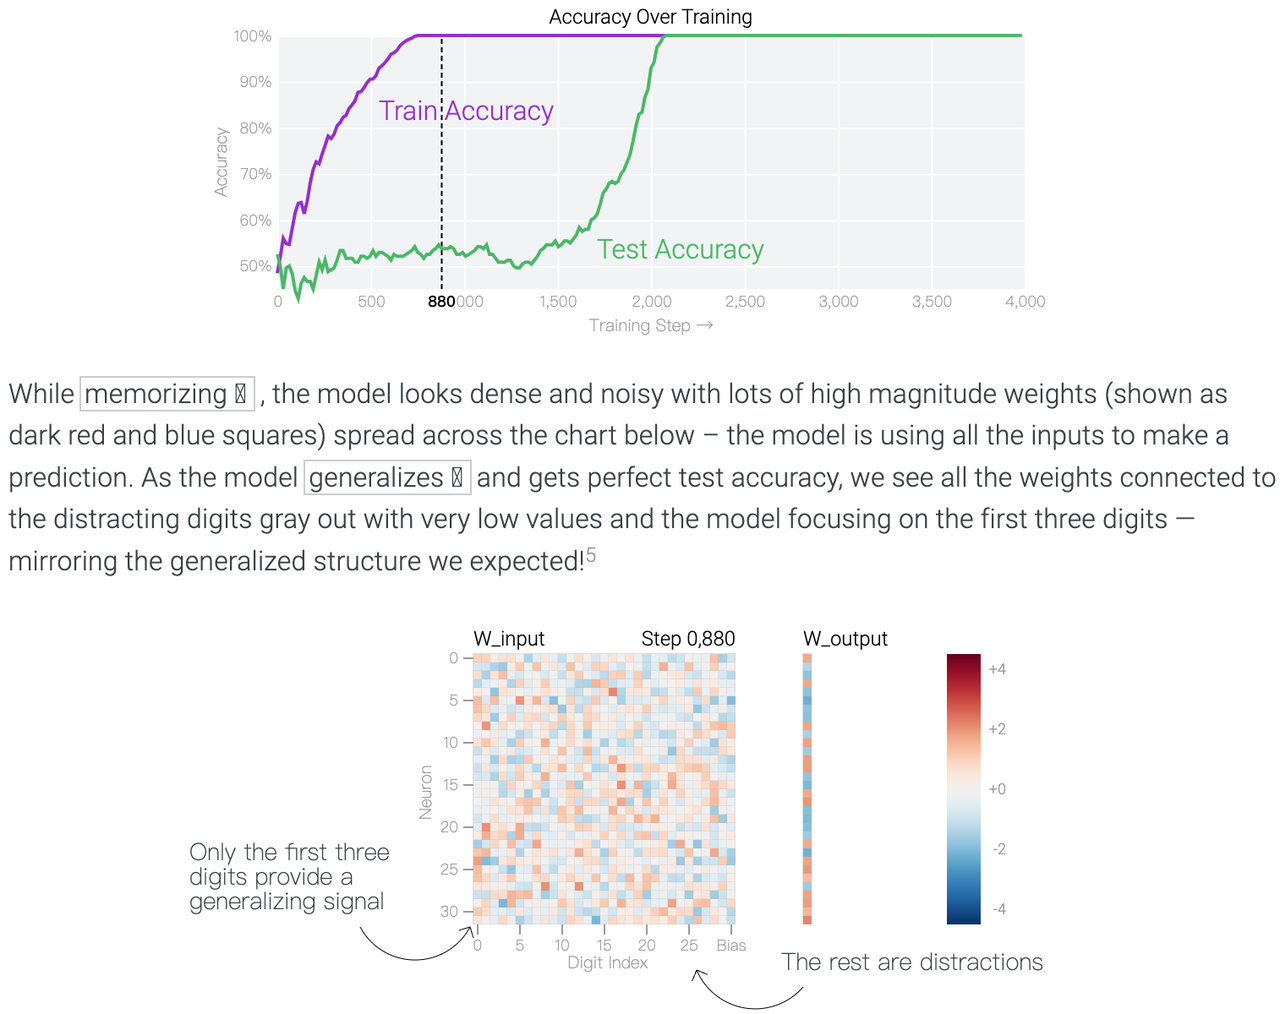 Accuracy Over Training
100%
90%
80%
70%
60%
50%
Accuracy
Train Accuracy
Test Accuracy
0 500 880 000 1,500 2,000 2,500 3,000 3,500 4,000
Training Step →
While memorizing , the model looks dense and noisy with lots of high magnitude weights (shown as
dark red and blue squares) spread across the chart below – the model is using all the inputs to make a
prediction. As the model generalizes and gets perfect test accuracy, we see all the weights connected to
the distracting digits gray out with very low values and the model focusing on the first three digits —
mirroring the generalized structure we expected!5
W_input Step 0,880 W_output
0
5
10
15
20
25
30
Neuron
0 5 10 15 20 25 Bias
Digit Index
+4
+2
+0
-2
-4
Only the first three
digits provide a
generalizing signal
The rest are distractions